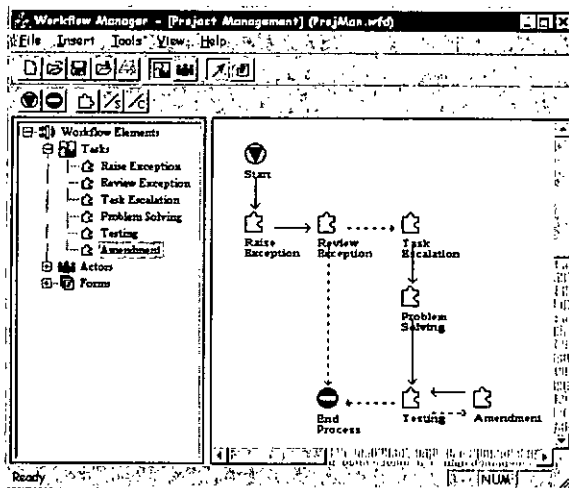 Workflow Manager - [Project Management] (ProjMan.wfd)
File Insert Tools View Help
Workflow Elements
Tasks
Raise Exception
Review Exception
Task Escalation
Problem Solving
Testing
Amendment
Actors
Forms
Start
Raise
Exception
Review
Exception
Task
Escalation
Problem
Solving
End
Process
Testing
Amendment
Ready
NUM